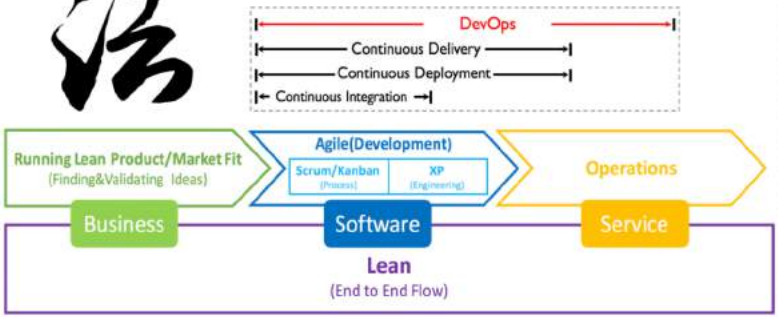 法
DevOps
Continuous Delivery
Continuous Deployment
Continuous Integration
Running Lean Product/Market Fit
(Finding&Validating Ideas)
Agile(Development)
Scrum/Kanban
(Process)
XP
(Engineering)
Operations
Business
Software
Service
Lean
(End to End Flow)